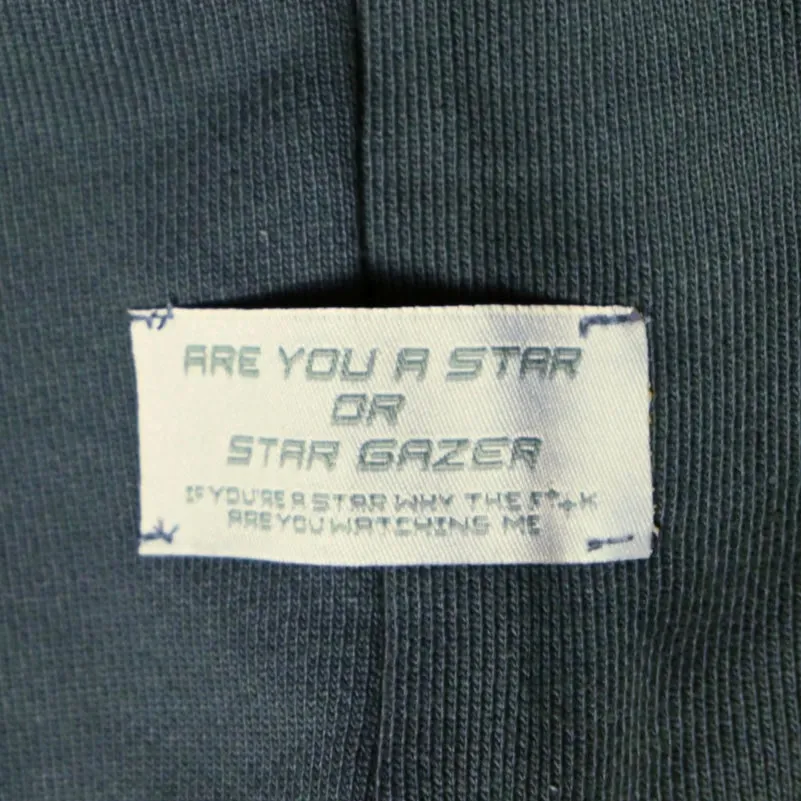 ARE YOU A STAR
OR
STAR GAZER
IF YOU'RE A STAR WHY THE F*+K
ARE YOU WATCHING ME